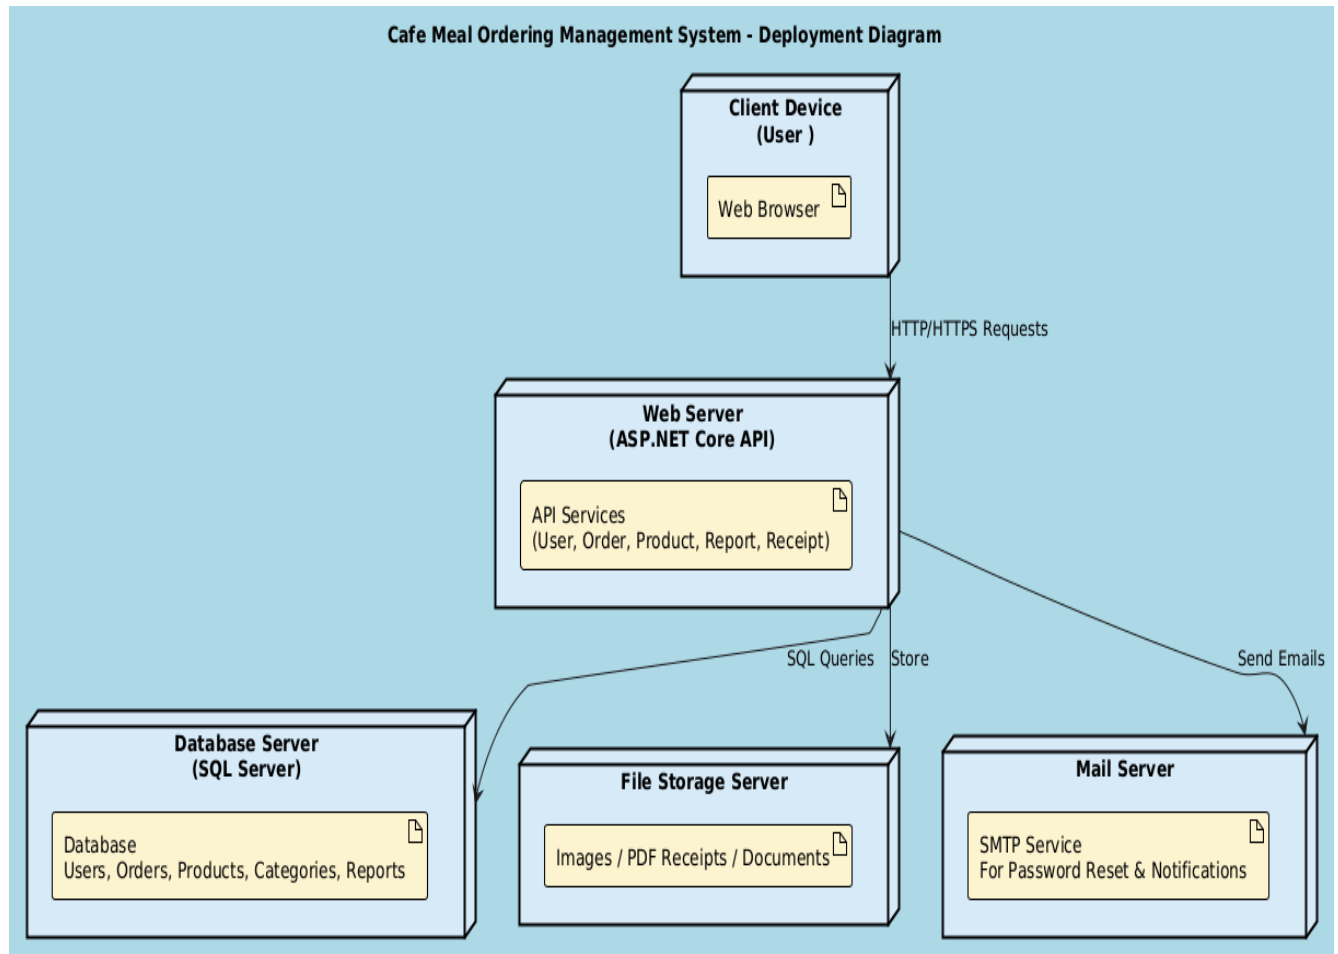 Cafe Meal Ordering Management System - Deployment Diagram
Client Device
(User )
Web Browser
HTTP/HTTPS Requests
Web Server
(ASP.NET Core API)
API Services
(User, Order, Product, Report, Receipt)
SQL Queries
Store
Send Emails
Database Server
(SQL Server)
Database
Users, Orders, Products, Categories, Reports
File Storage Server
Images / PDF Receipts / Documents
Mail Server
SMTP Service
For Password Reset & Notifications